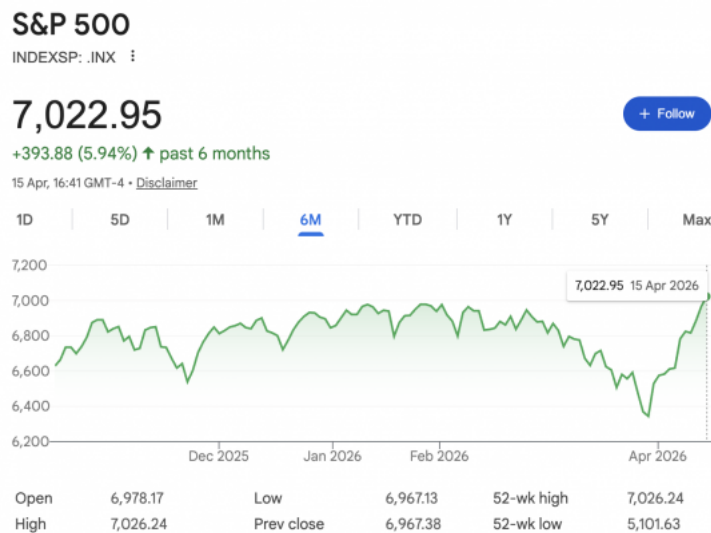 S&P 500
INDEXSP: .INX
7,022.95
+ Follow
+393.88 (5.94%) ↑ past 6 months
15 Apr, 16:41 GMT-4 • Disclaimer
1D 5D 1M 6M YTD 1Y 5Y Max
7,200
7,022.95 15 Apr 2026
7,000
6,800
6,600
6,400
6,200
Dec 2025 Jan 2026 Feb 2026 Apr 2026
Open 6,978.17 Low 6,967.13 52-wk high 7,026.24
High 7,026.24 Prev close 6,967.38 52-wk low 5,101.63